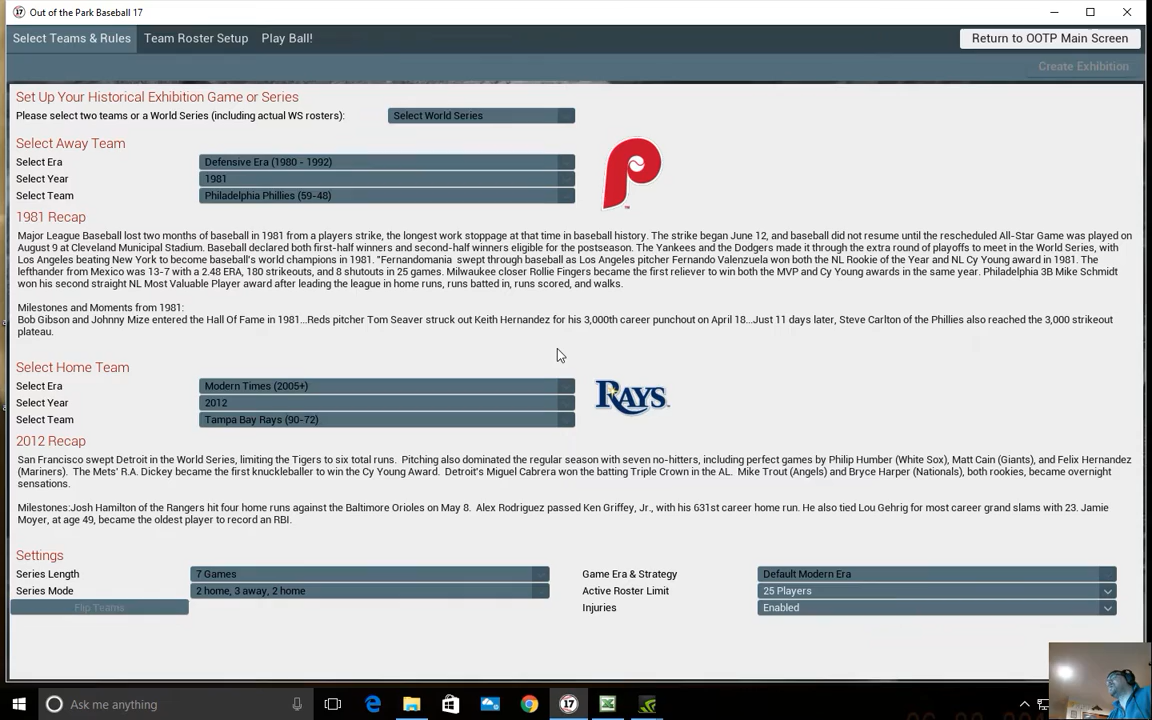 17 Out of the Park Baseball 17
Select Teams & Rules Team Roster Setup Play Ball! Return to OOTP Main Screen
Create Exhibition
Set Up Your Historical Exhibition Game or Series
Please select two teams or a World Series (including actual WS rosters): Select World Series
Select Away Team
Select Era Defensive Era (1980 - 1992)
Select Year 1981
Select Team Philadelphia Phillies (59-48)
P
TM
1981 Recap
Major League Baseball lost two months of baseball in 1981 from a players strike, the longest work stoppage at that time in baseball history. The strike began June 12, and baseball did not resume until the rescheduled All-Star Game was played on
August 9 at Cleveland Municipal Stadium. Baseball declared both first-half winners and second-half winners eligible for the postseason. The Yankees and the Dodgers made it through the extra round of playoffs to meet in the World Series, with
Los Angeles beating New York to become baseball's world champions in 1981. "Fernandomania swept through baseball as Los Angeles pitcher Fernando Valenzuela won both the NL Rookie of the Year and NL Cy Young award in 1981. The
lefthander from Mexico was 13-7 with a 2.48 ERA, 180 strikeouts, and 8 shutouts in 25 games. Milwaukee closer Rollie Fingers became the first reliever to win both the MVP and Cy Young awards in the same year. Philadelphia 3B Mike Schmidt
won his second straight NL Most Valuable Player award after leading the league in home runs, runs batted in, runs scored, and walks.
Milestones and Moments from 1981:
Bob Gibson and Johnny Mize entered the Hall Of Fame in 1981...Reds pitcher Tom Seaver struck out Keith Hernandez for his 3,000th career punchout on April 18...Just 11 days later, Steve Carlton of the Phillies also reached the 3,000 strikeout
plateau.
Select Home Team
Select Era Modern Times (2005+)
Select Year 2012
Select Team Tampa Bay Rays (90-72)
RAYS
2012 Recap
San Francisco swept Detroit in the World Series, limiting the Tigers to six total runs. Pitching also dominated the regular season with seven no-hitters, including perfect games by Philip Humber (White Sox), Matt Cain (Giants), and Felix Hernandez
(Mariners). The Mets' R.A. Dickey became the first knuckleballer to win the Cy Young Award. Detroit's Miguel Cabrera won the batting Triple Crown in the AL. Mike Trout (Angels) and Bryce Harper (Nationals), both rookies, became overnight
sensations.
Milestones:Josh Hamilton of the Rangers hit four home runs against the Baltimore Orioles on May 8. Alex Rodriguez passed Ken Griffey, Jr., with his 631st career home run. He also tied Lou Gehrig for most career grand slams with 23. Jamie
Moyer, at age 49, became the oldest player to record an RBI.
Settings
Series Length 7 Games Game Era & Strategy Default Modern Era
Series Mode 2 home, 3 away, 2 home Active Roster Limit 25 Players
Flip Teams Injuries Enabled
Ask me anything 17